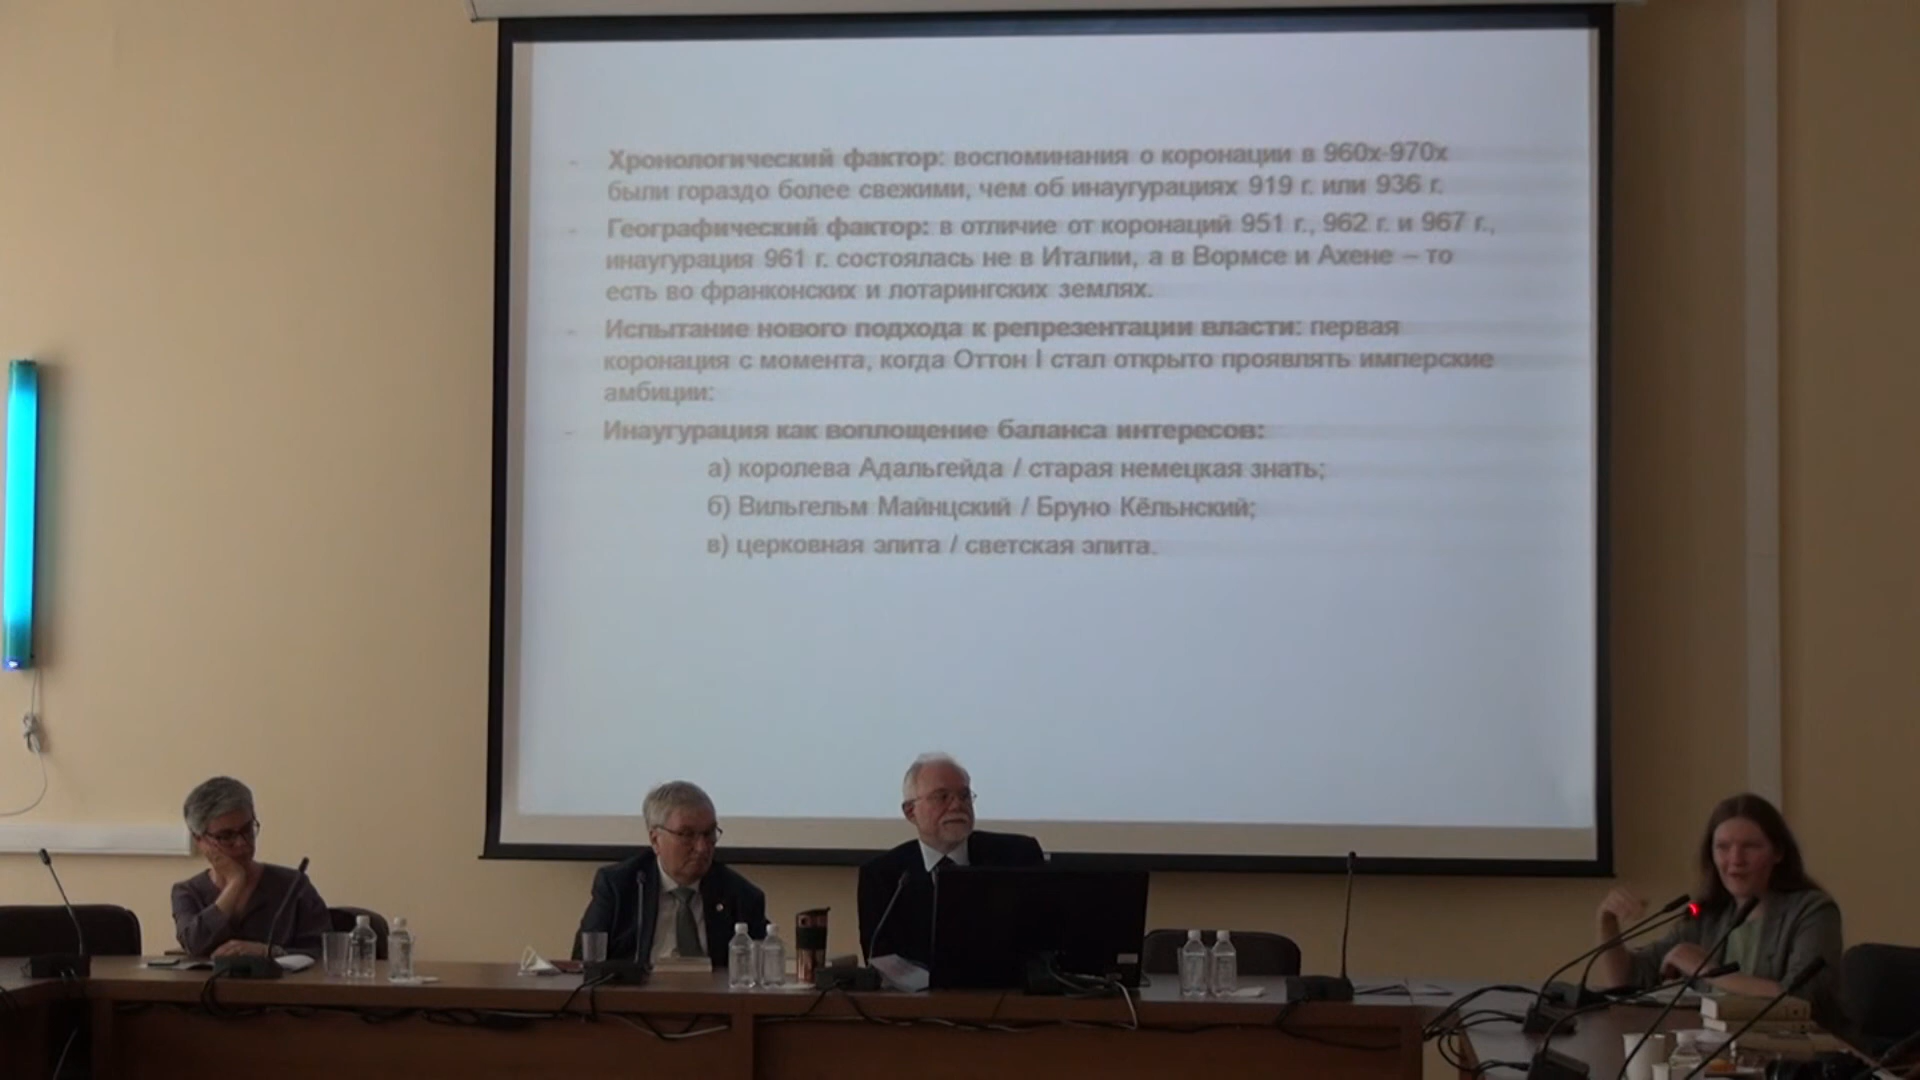 - Хронологический фактор: воспоминания о коронации в 960х-970х
были гораздо более свежими, чем об инаугурациях 919 г. или 936 г.
- Географический фактор: в отличие от коронаций 951 г., 962 г. и 967 г.,
инаугурация 961 г. состоялась не в Италии, а в Вормсе и Ахене – то
есть во франконских и лотарингских землях.
- Испытание нового подхода к репрезентации власти: первая
коронация с момента, когда Оттон I стал открыто проявлять имперские
амбиции:
- Инаугурация как воплощение баланса интересов:
а) королева Адальгейда / старая немецкая знать;
б) Вильгельм Майнцский / Бруно Кёльнский;
в) церковная элита / светская элита.